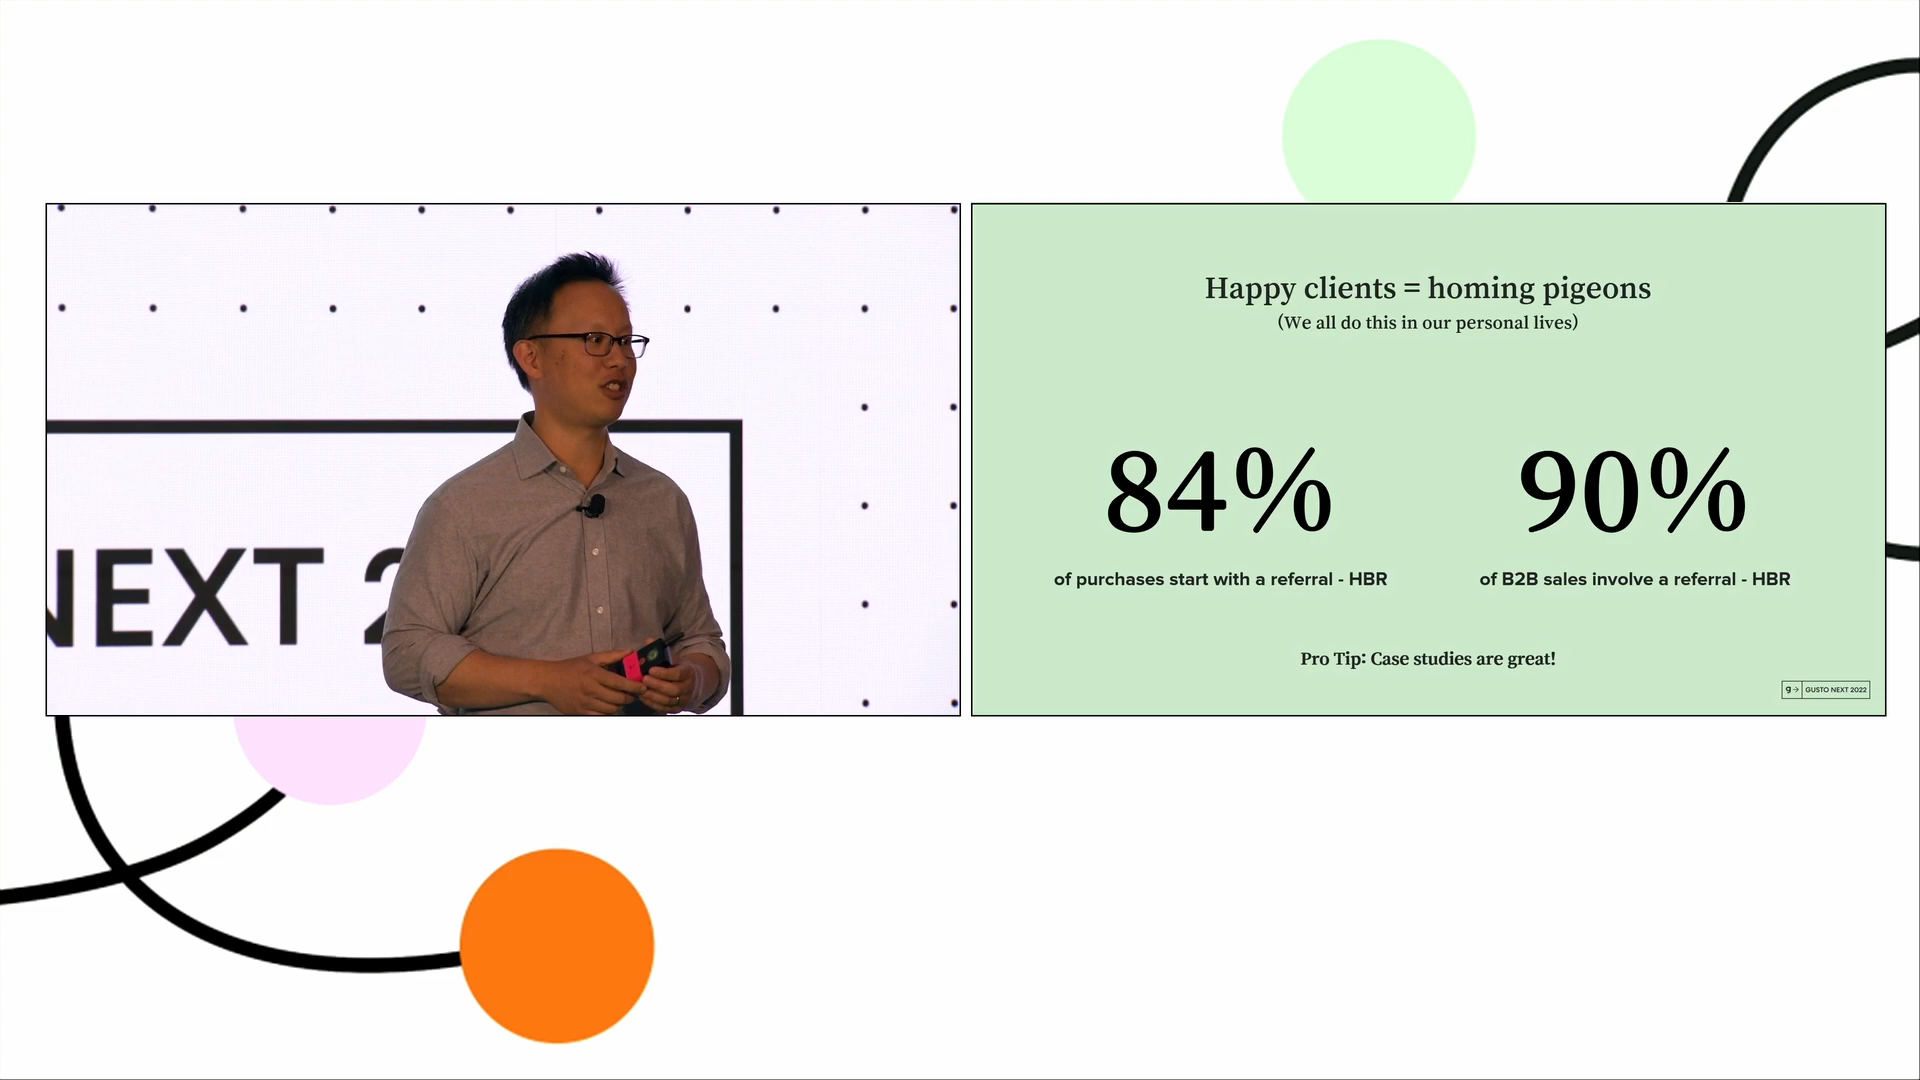 NEXT 2
Happy clients = homing pigeons
(We all do this in our personal lives)
84%
of purchases start with a referral - HBR
90%
of B2B sales involve a referral - HBR
Pro Tip: Case studies are great!
g→ GUSTO NEXT 2022